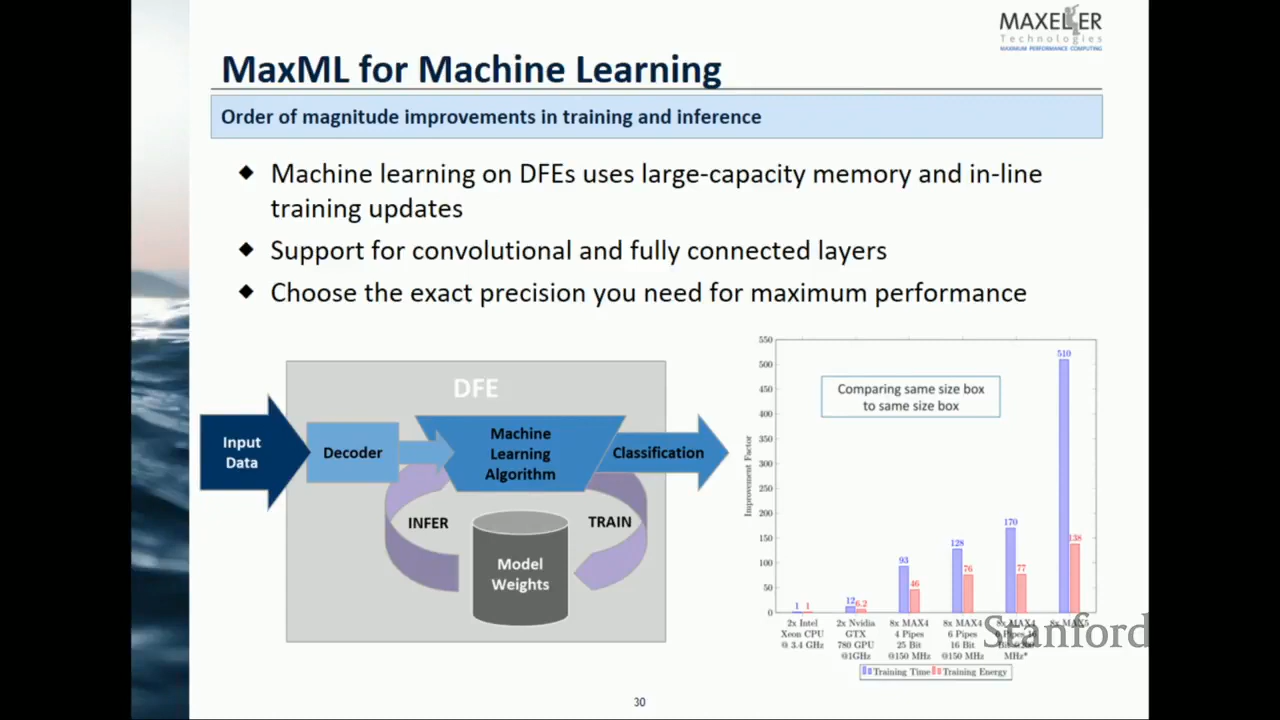 MAXELER
Technologies
MAXIMUM PERFORMANCE COMPUTING
MaxML for Machine Learning
Order of magnitude improvements in training and inference
Machine learning on DFEs uses large-capacity memory and in-line
training updates
Support for convolutional and fully connected layers
Choose the exact precision you need for maximum performance
DFE
Input
Data
Decoder
Machine
Learning
Algorithm
Classification
INFER
TRAIN
Model
Weights
Comparing same size box
to same size box
Improvement Factor
550
500
450
400
350
300
250
200
150
100
50
0
1 1
12 6.2
93 46
128 76
170 77
510 138
2x Intel
Xeon CPU
@ 3.4 GHz
2x Nvidia
GTX
780 GPU
@1GHz
8x MAX4
4 Pipes
25 Bit
@150 MHz
8x MAX4
6 Pipes
16 Bit
@150 MHz
8x MAX4
6 Pipes 16
MHz*
8x MAX5
Training Time Training Energy
Stanford
30